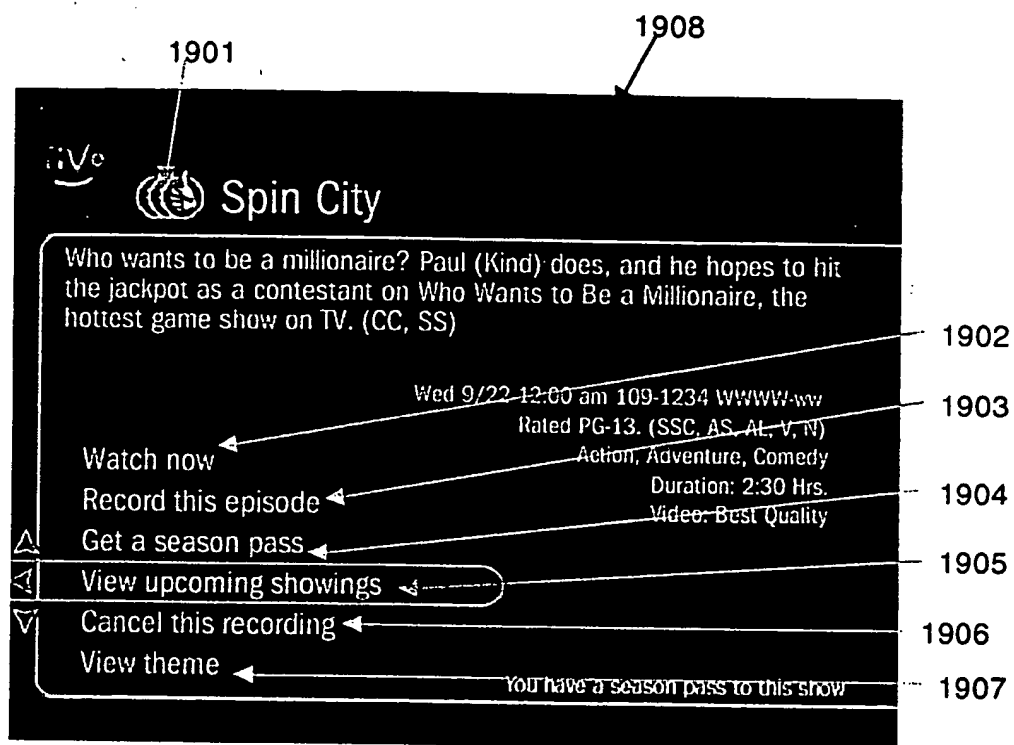 1908
1901
TiVo
Spin City
Who wants to be a millionaire? Paul (Kind) does, and he hopes to hit
the jackpot as a contestant on Who Wants to Be a Millionaire, the
hottest game show on TV. (CC, SS)
1902
Wed 9/22 12:00 am 109-1234 WWWW-ww
1903
Rated PG-13. (SSC, AS, AL, V, N)
Watch now
Action, Adventure, Comedy
Record this episode
Duration: 2:30 Hrs.
1904
Video: Best Quality
Get a season pass
1905
View upcoming showings
Cancel this recording
1906
View theme
You have a season pass to this show
1907